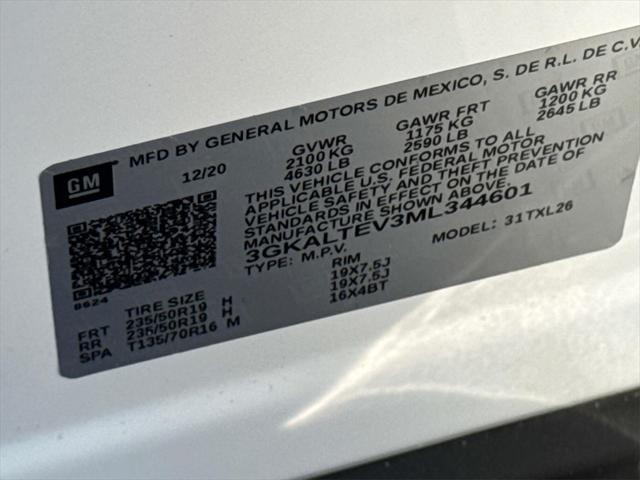 MFD BY GENERAL MOTORS DE MEXICO, S. DE R.L. DE C.V.
GM
12/20 GVWR GAWR FRT GAWR RR
2100 KG 1175 KG 1200 KG
4630 LB 2590 LB 2645 LB
THIS VEHICLE CONFORMS TO ALL
APPLICABLE U.S. FEDERAL MOTOR
VEHICLE SAFETY AND THEFT PREVENTION
STANDARDS IN EFFECT ON THE DATE OF
MANUFACTURE SHOWN ABOVE.
3GKALTEV3ML344601
TYPE: M.P.V. MODEL: 31TXL26
8624
TIRE SIZE RIM
FRT 235/50R19 H 19X7.5J
RR 235/50R19 H 19X7.5J
SPA T135/70R16 M 16X4BT